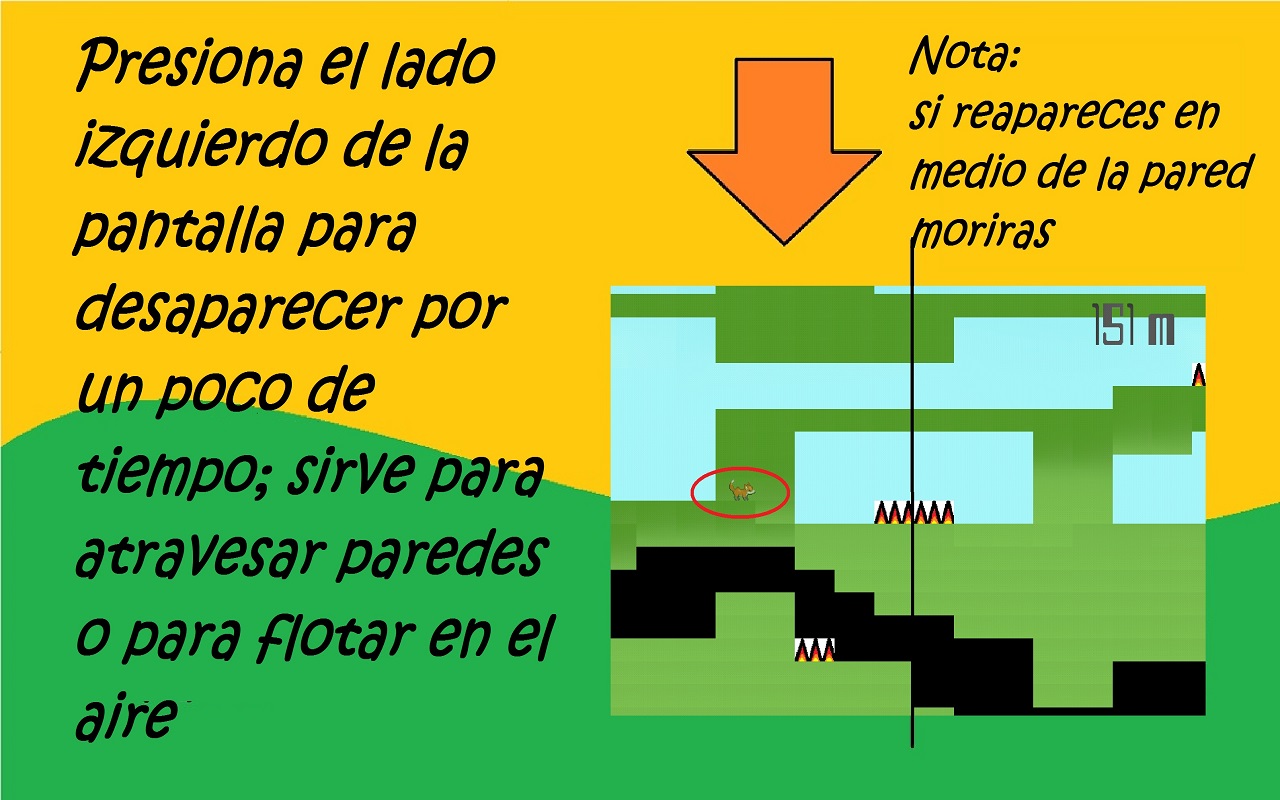 Presiona el lado
izquierdo de la
pantalla para
desaparecer por
un poco de
tiempo; sirve para
atravesar paredes
o para flotar en el
aire
Nota:
si reapareces en
medio de la pared
moriras
151 m